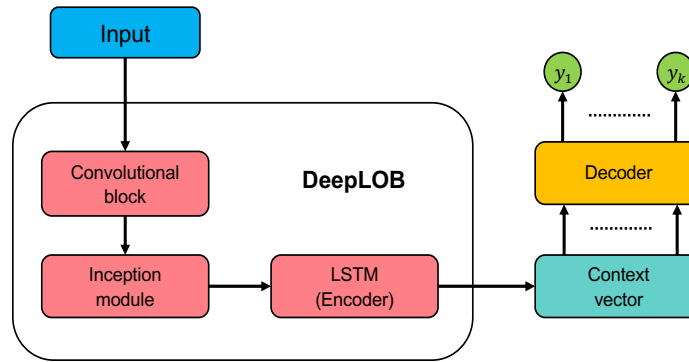 Input
y₁
yₖ
Convolutional
block
DeepLOB
Decoder
Inception
module
LSTM
(Encoder)
Context
vector